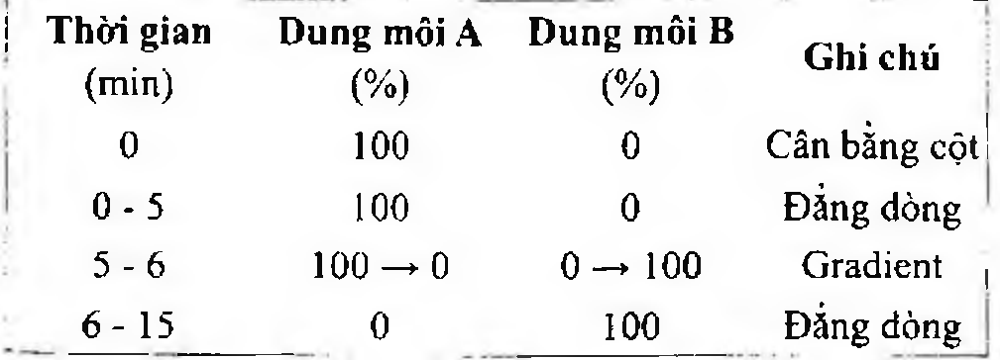 Thời gian Dung môi A Dung môi B Ghi chú
(min) (%) (%)
0 100 0 Cân bằng cột
0 - 5 100 0 Đẳng dòng
5 - 6 100 → 0 0 → 100 Gradient
6 - 15 0 100 Đẳng dòng